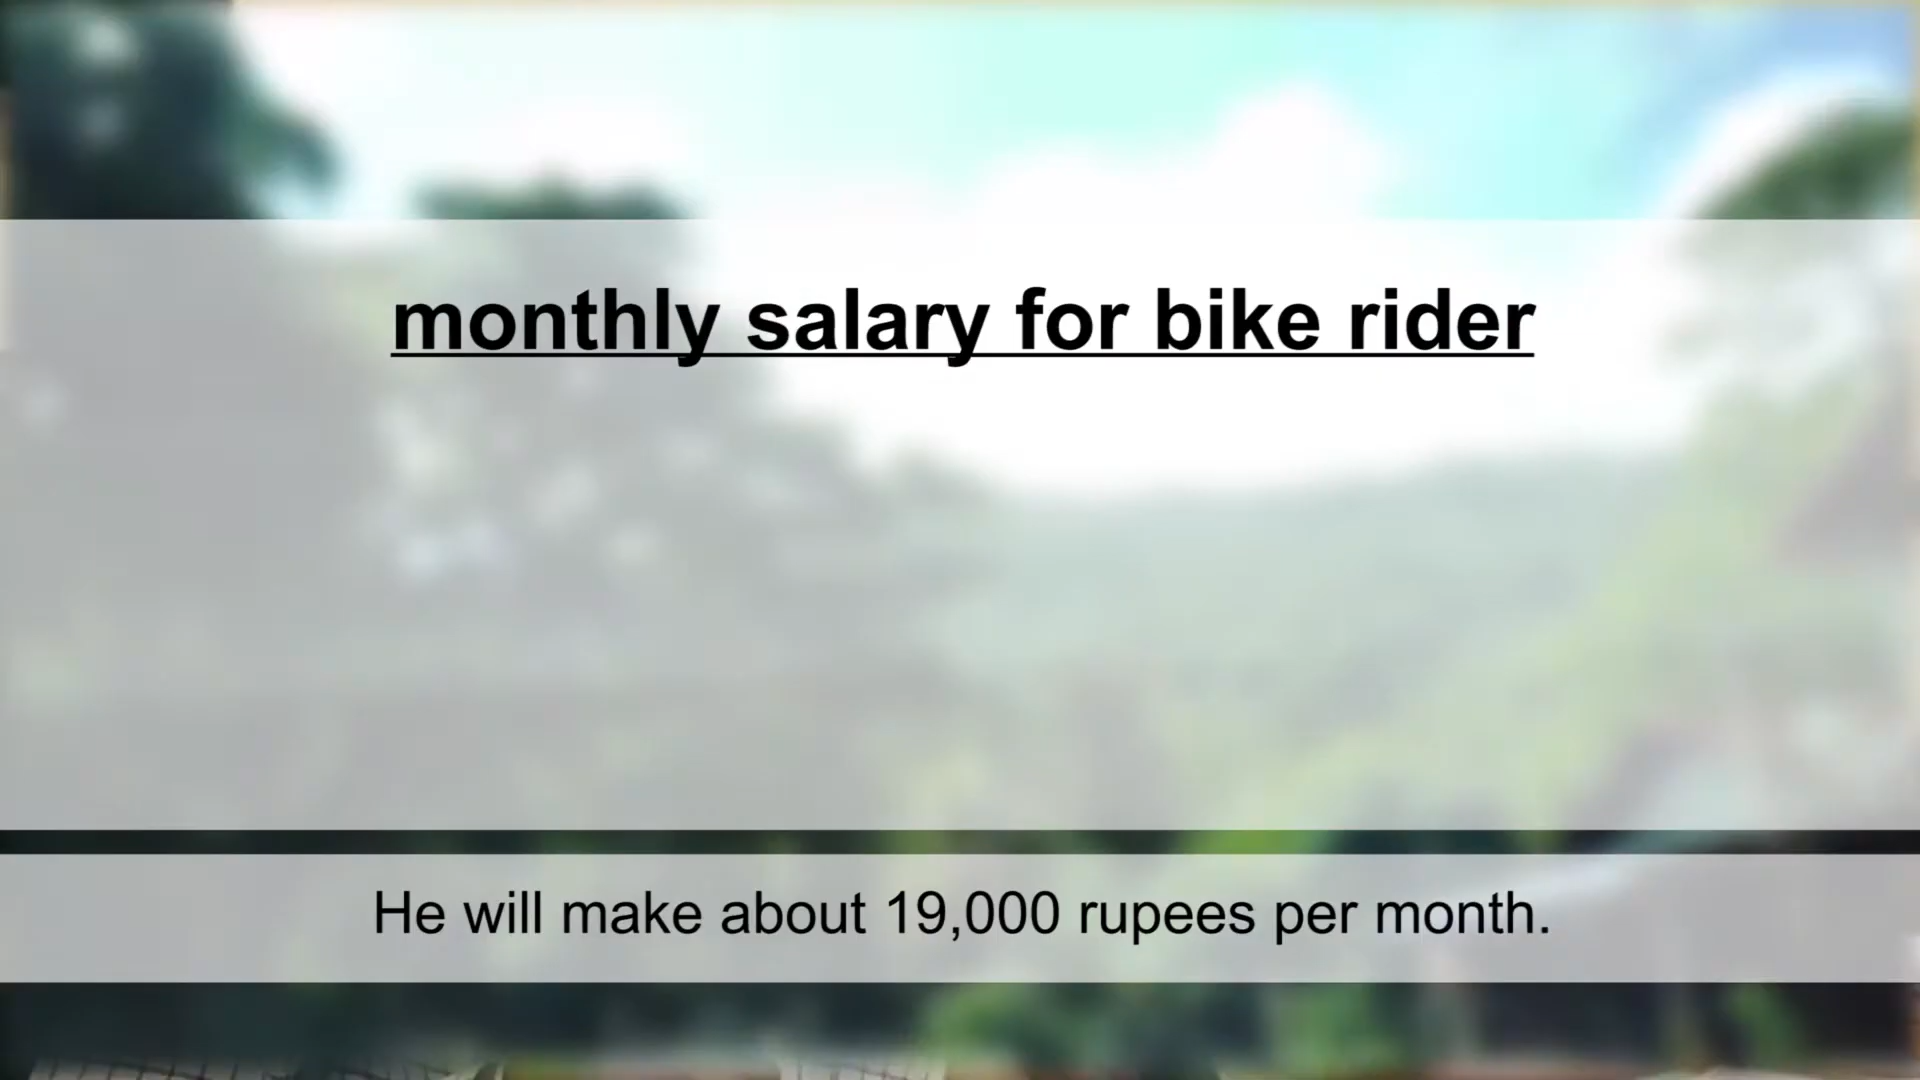 monthly salary for bike rider
He will make about 19,000 rupees per month.